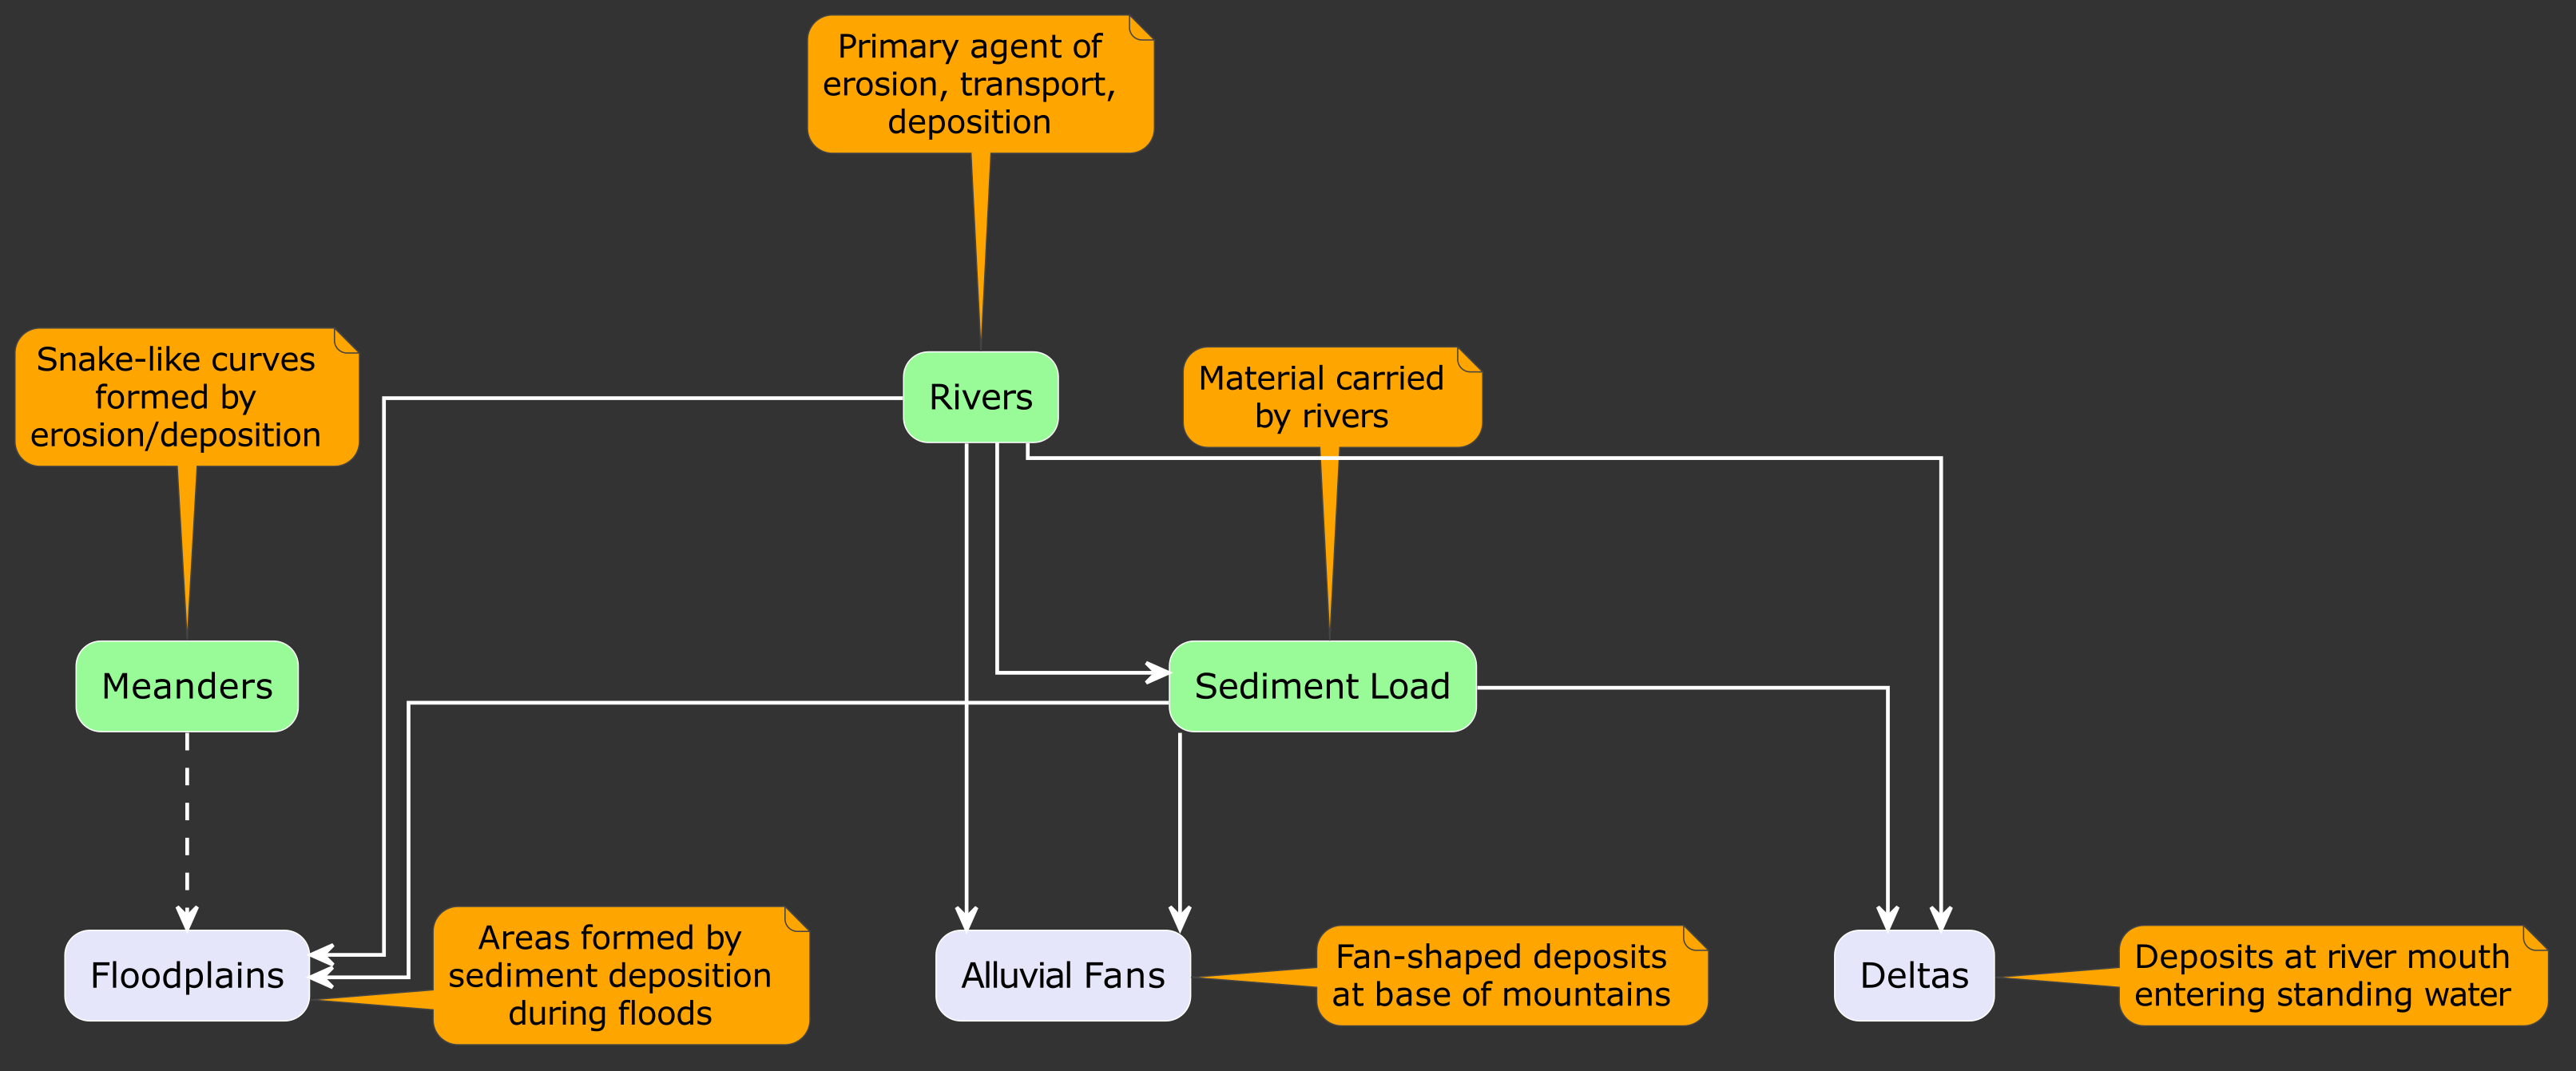 Primary agent of
erosion, transport,
deposition
Snake-like curves
formed by
erosion/deposition
Rivers
Material carried
by rivers
Meanders
Sediment Load
Floodplains
Areas formed by
sediment deposition
during floods
Alluvial Fans
Fan-shaped deposits
at base of mountains
Deltas
Deposits at river mouth
entering standing water